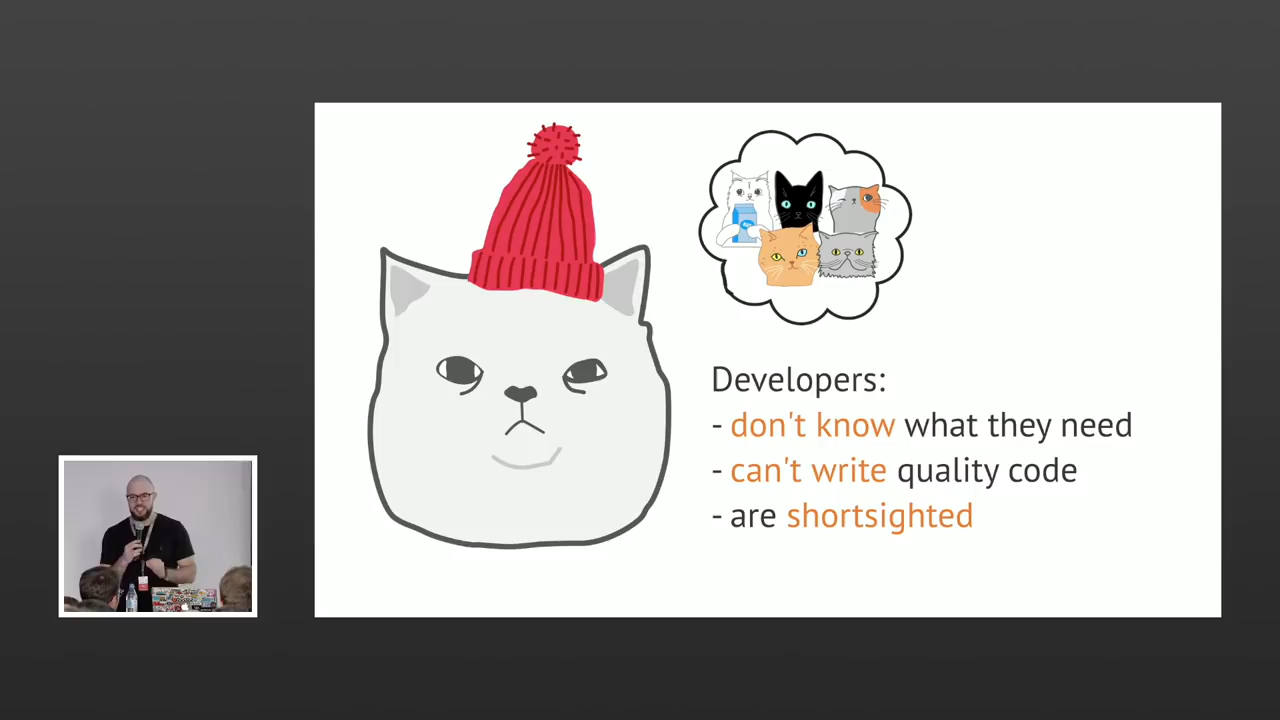 Developers:
- don't know what they need
- can't write quality code
- are shortsighted